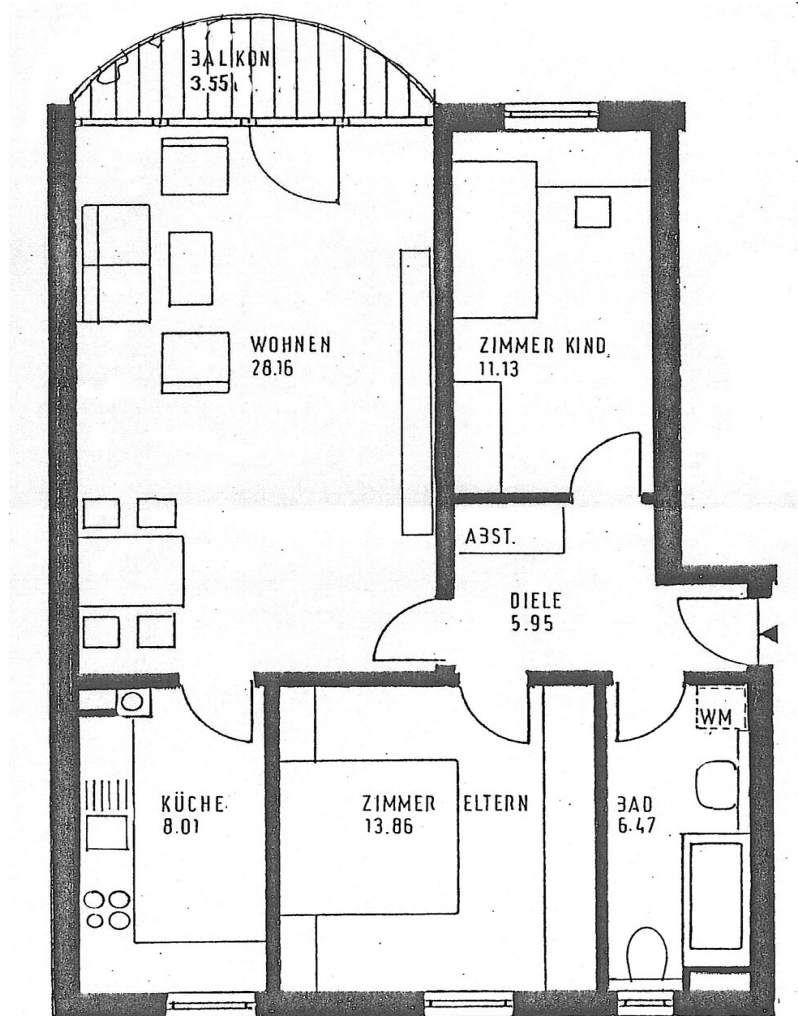 BALKON
3.55
WOHNEN
28.16
ZIMMER KIND
11.13
ABST.
DIELE
5.95
WM
KÜCHE
8.01
ZIMMER ELTERN
13.86
BAD
6.47